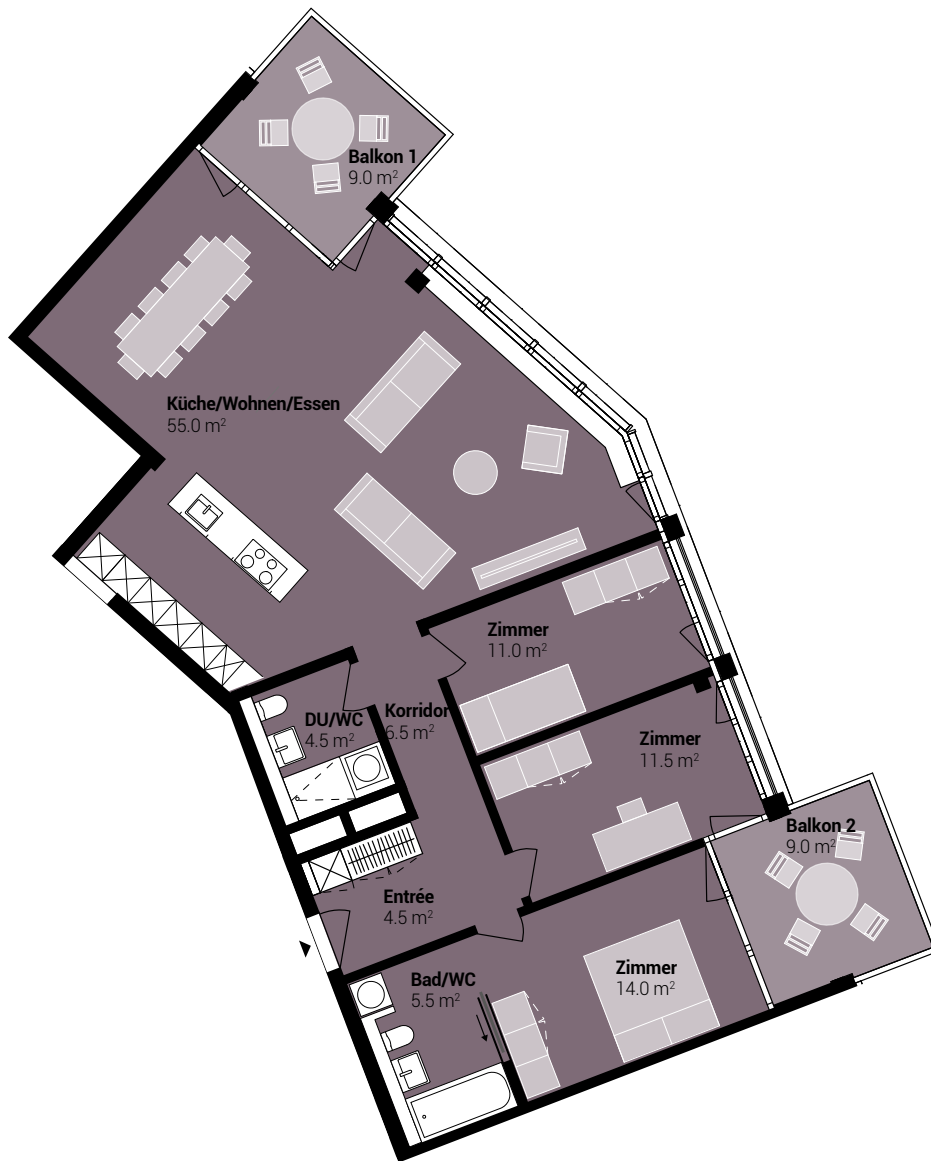 Balkon 1
9.0 m²
Küche/Wohnen/Essen
55.0 m²
Zimmer
11.0 m²
DU/WC
4.5 m²
Korridor
6.5 m²
Zimmer
11.5 m²
Balkon 2
9.0 m²
Entrée
4.5 m²
Bad/WC
5.5 m²
Zimmer
14.0 m²